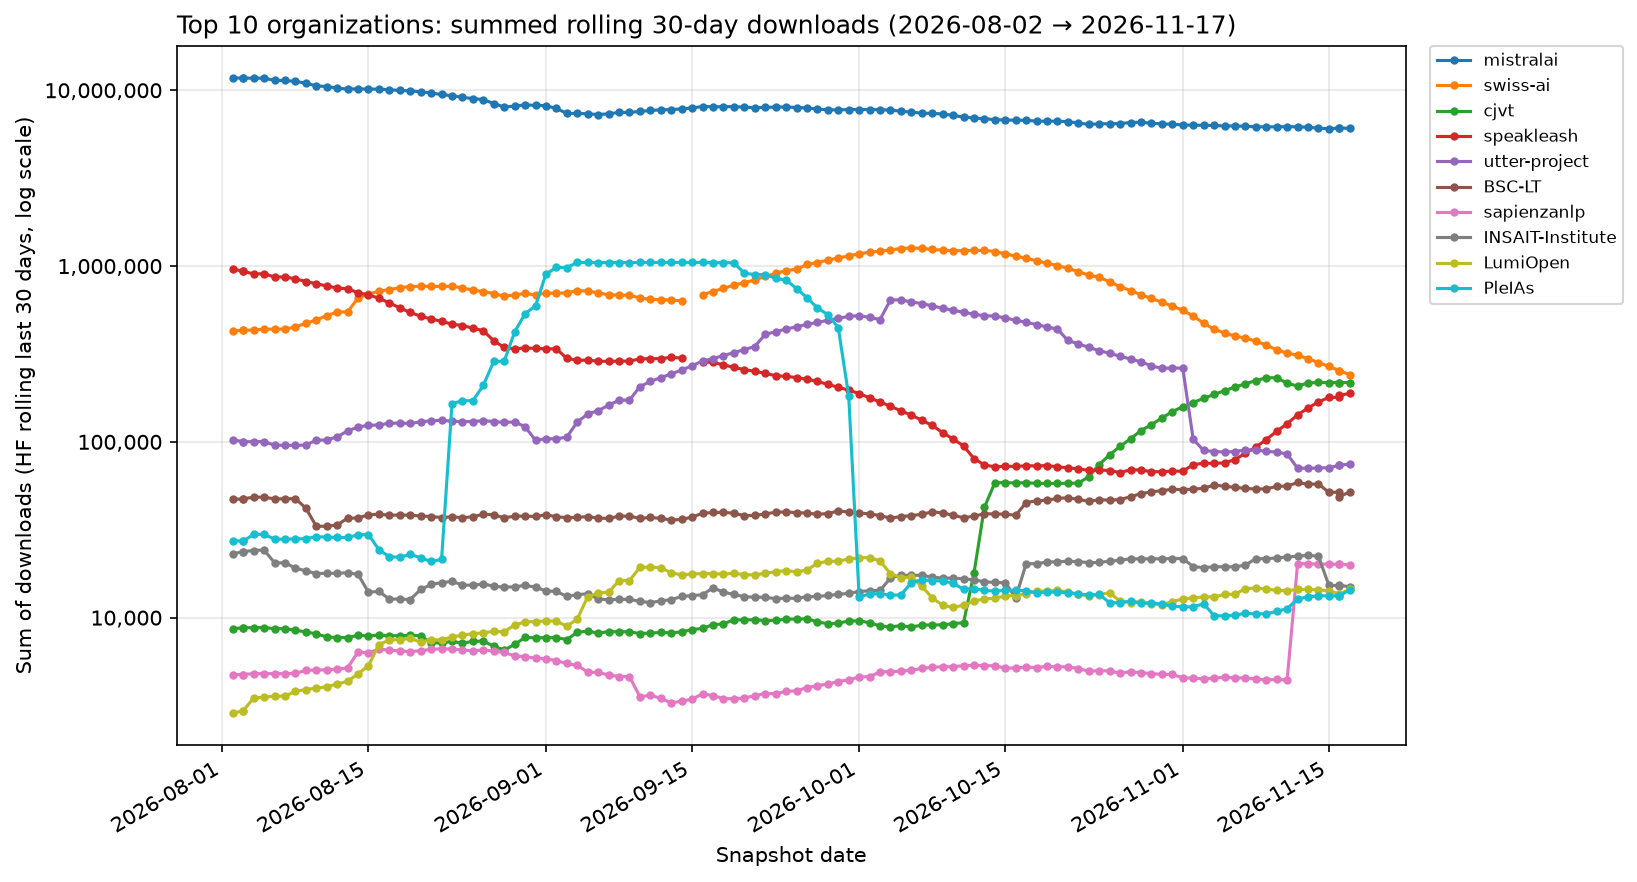 Top 10 organizations: summed rolling 30-day downloads (2026-08-02 → 2026-11-17)
Sum of downloads (HF rolling last 30 days, log scale)
10,000,000
1,000,000
100,000
10,000
2026-08-01
2026-08-15
2026-09-01
2026-09-15
2026-10-01
2026-10-15
2026-11-01
2026-11-15
Snapshot date
mistralai
swiss-ai
cjvt
speakleash
utter-project
BSC-LT
sapienzanlp
INSAIT-Institute
LumiOpen
PleIAs